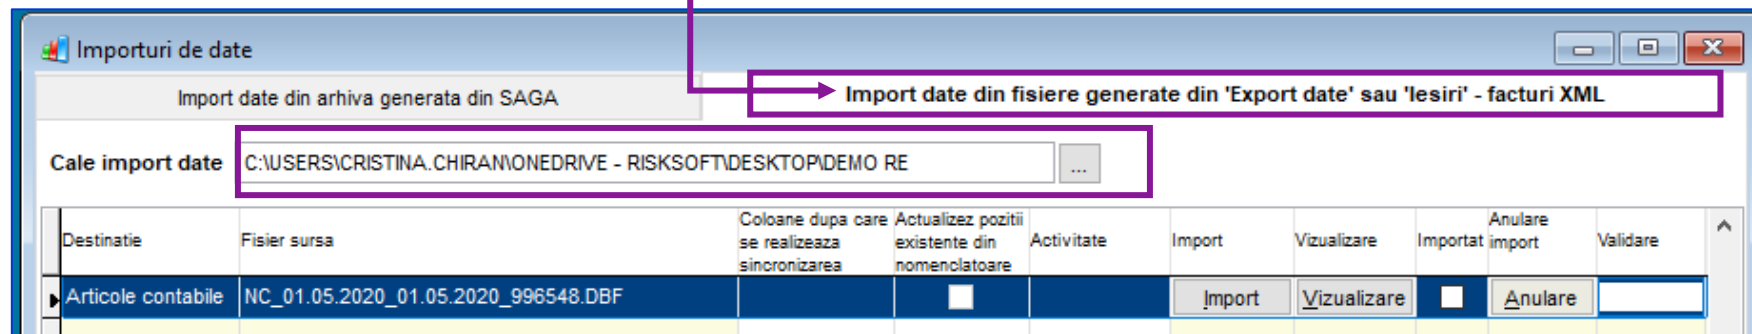 Importuri de date
Import date din arhiva generata din SAGA
Import date din fisiere generate din 'Export date' sau 'Iesiri' - facturi XML
Cale import date C:\USERS\CRISTINA.CHIRAN\ONEDRIVE - RISKSOFT\DESKTOP\DEMO RE ...
Destinatie
Fisier sursa
Coloane dupa care
se realizeaza
sincronizarea
Actualizez pozitii
existente din
nomenclatoare
Activitate
Import
Vizualizare
Importat
Anulare
import
Validare
Articole contabile NC_01.05.2020_01.05.2020_996548.DBF Import Vizualizare Anulare